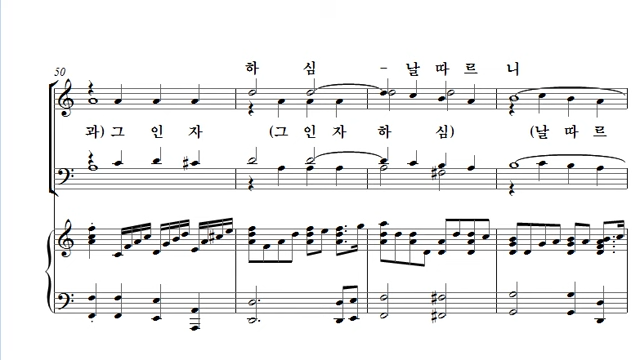 하 심 - 날 따 르 니
50
과) 그 인 자 (그 인 자 하 심) (날 따 르